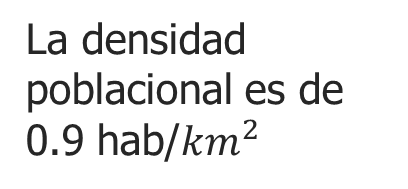 La densidad
poblacional es de
0.9 hab/km²